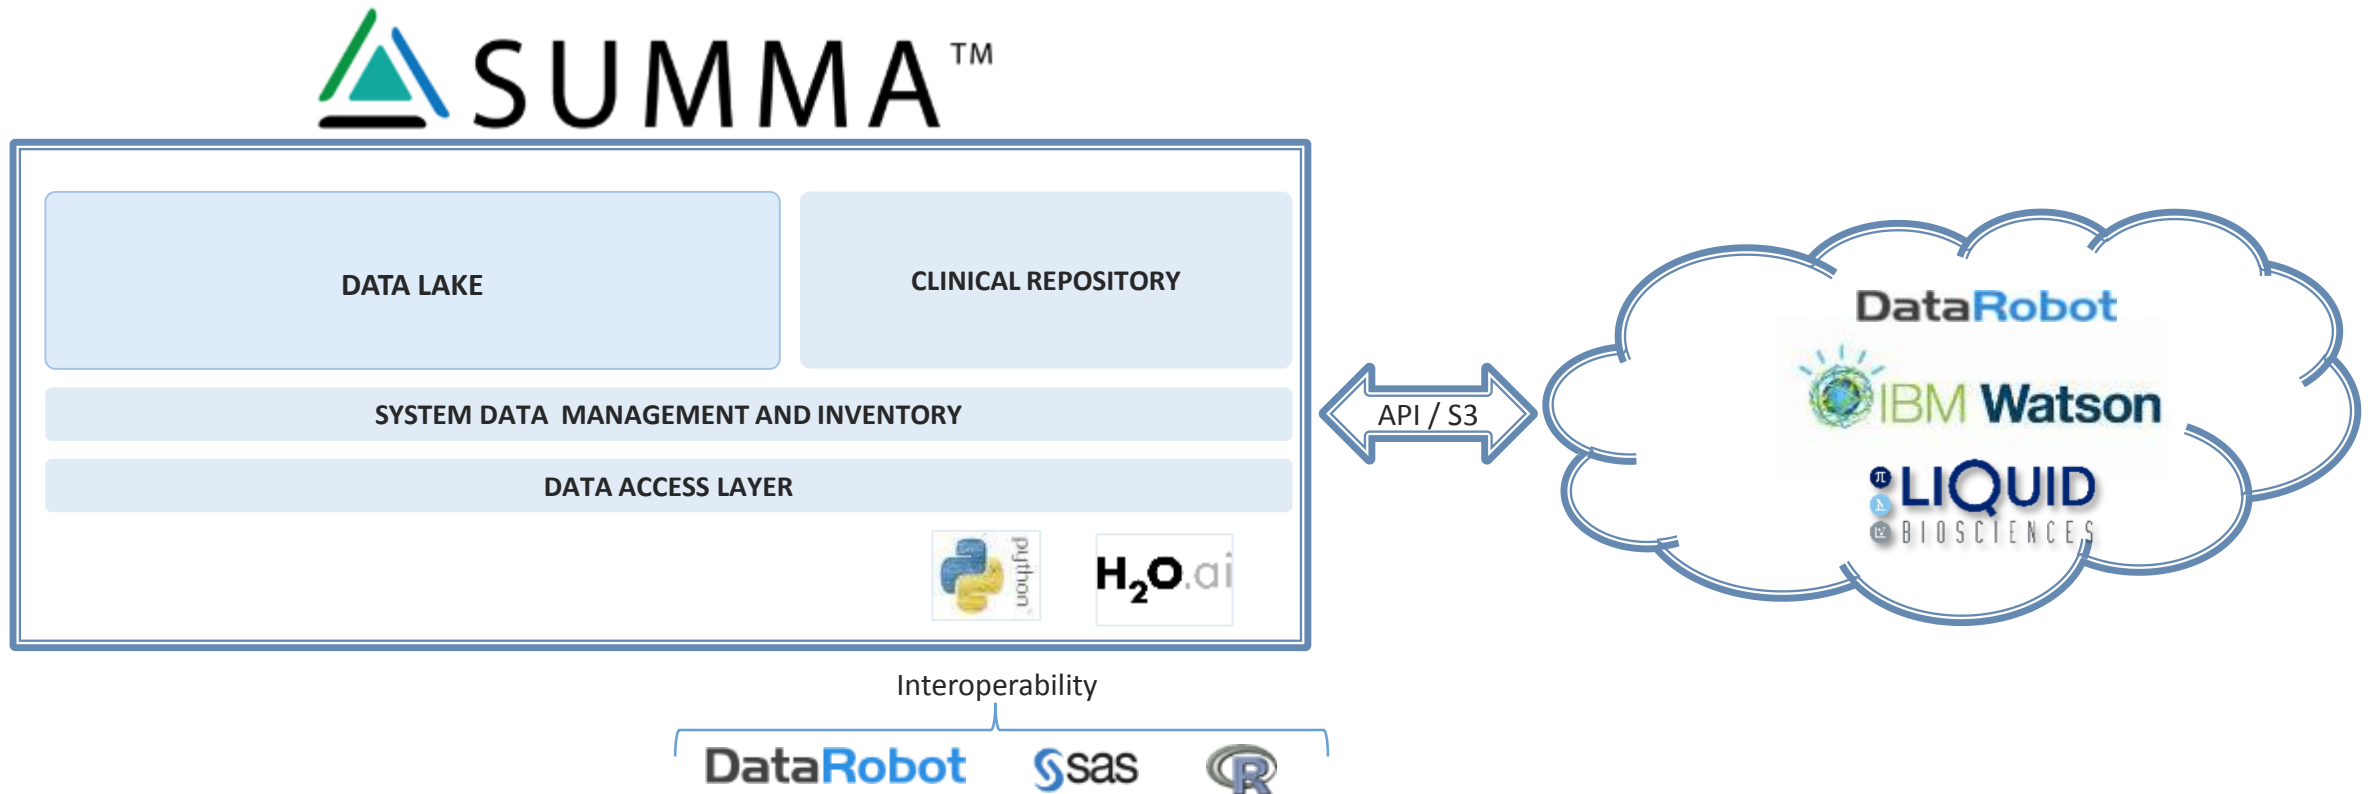 SUMMA™
DATA LAKE
CLINICAL REPOSITORY
SYSTEM DATA MANAGEMENT AND INVENTORY
DATA ACCESS LAYER
python
H₂O.ai
API / S3
DataRobot
IBM Watson
π
LIQUID
BIOSCIENCES
Interoperability
DataRobot
sas
R